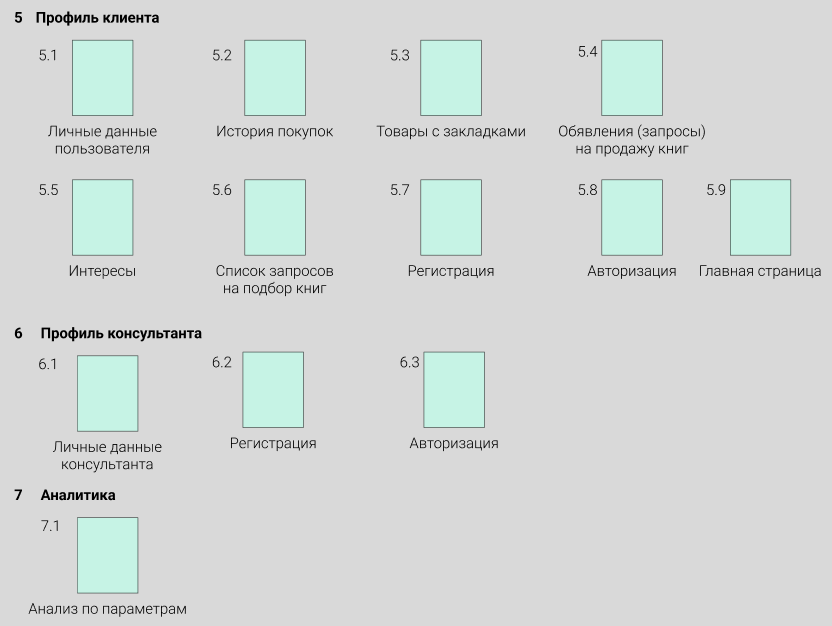 5 Профиль клиента
5.1
5.2
5.3
5.4
Личные данные
пользователя
История покупок
Товары с закладками
Обявления (запросы)
на продажу книг
5.5
5.6
5.7
5.8
5.9
Интересы
Список запросов
на подбор книг
Регистрация
Авторизация
Главная страница
6 Профиль консультанта
6.1
6.2
6.3
Личные данные
консультанта
Регистрация
Авторизация
7 Аналитика
7.1
Анализ по параметрам